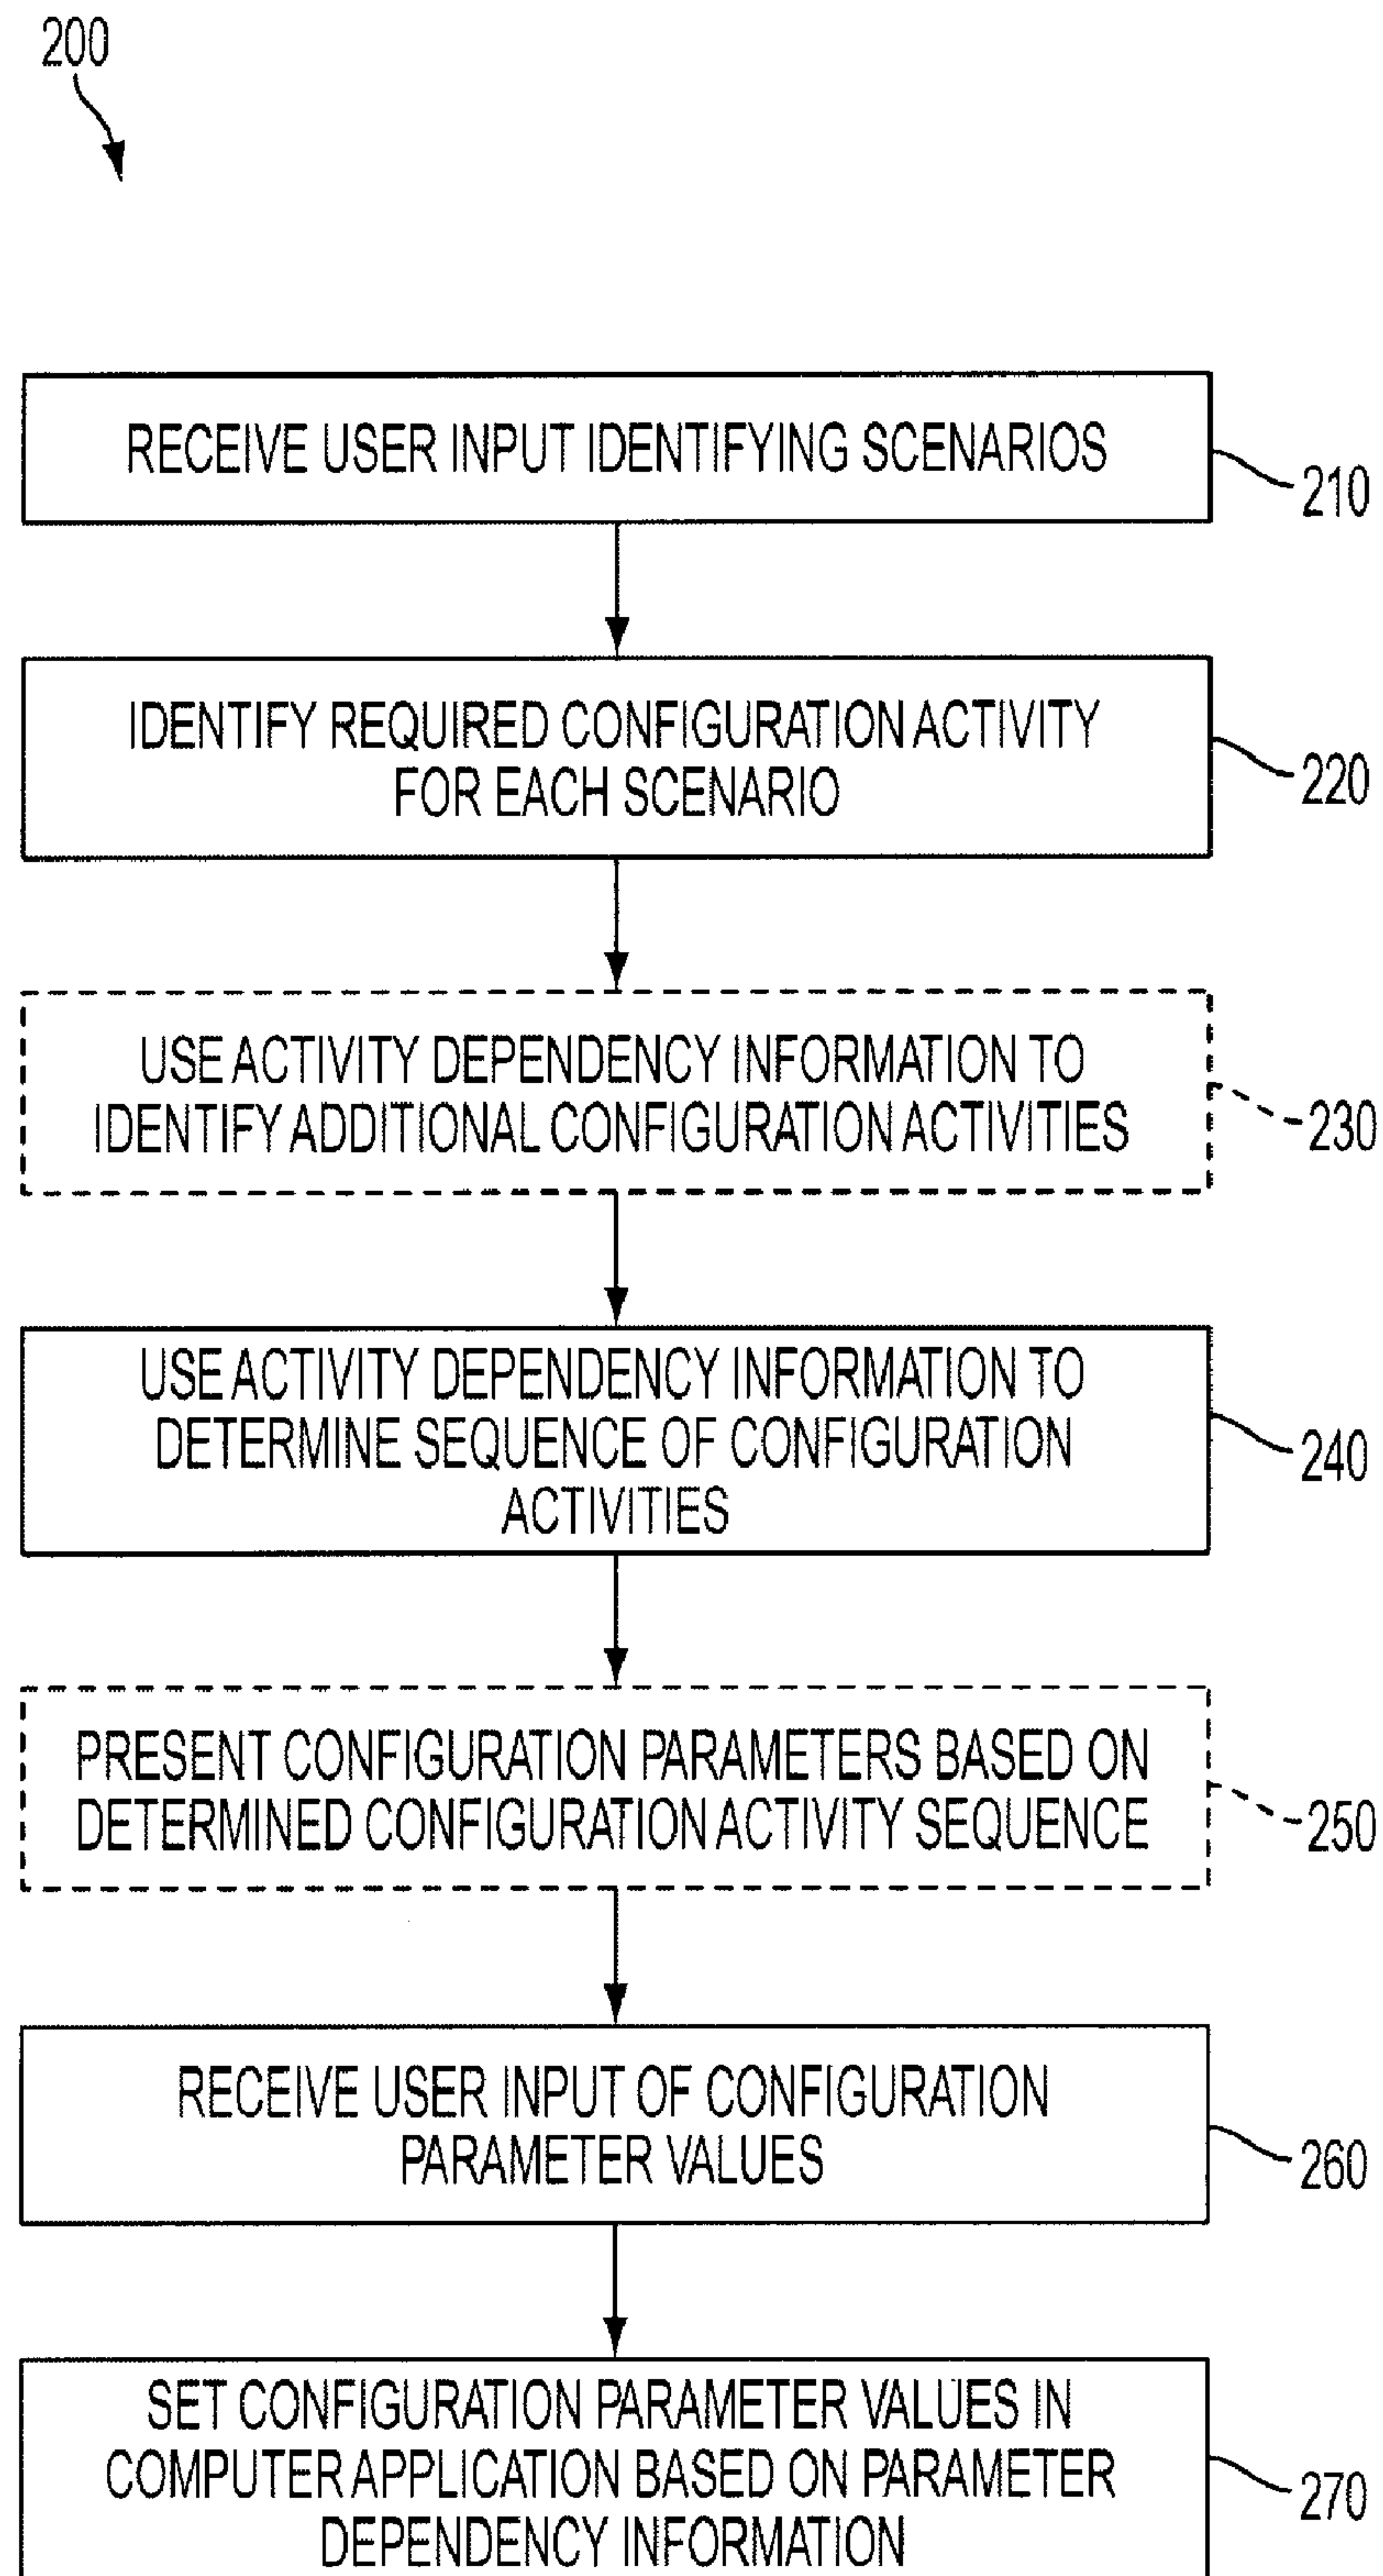 200
RECEIVE USER INPUT IDENTIFYING SCENARIOS
210
IDENTIFY REQUIRED CONFIGURATION ACTIVITY
FOR EACH SCENARIO
220
USE ACTIVITY DEPENDENCY INFORMATION TO
IDENTIFY ADDITIONAL CONFIGURATION ACTIVITIES
230
USE ACTIVITY DEPENDENCY INFORMATION TO
DETERMINE SEQUENCE OF CONFIGURATION
ACTIVITIES
240
PRESENT CONFIGURATION PARAMETERS BASED ON
DETERMINED CONFIGURATION ACTIVITY SEQUENCE
250
RECEIVE USER INPUT OF CONFIGURATION
PARAMETER VALUES
260
SET CONFIGURATION PARAMETER VALUES IN
COMPUTER APPLICATION BASED ON PARAMETER
DEPENDENCY INFORMATION
270